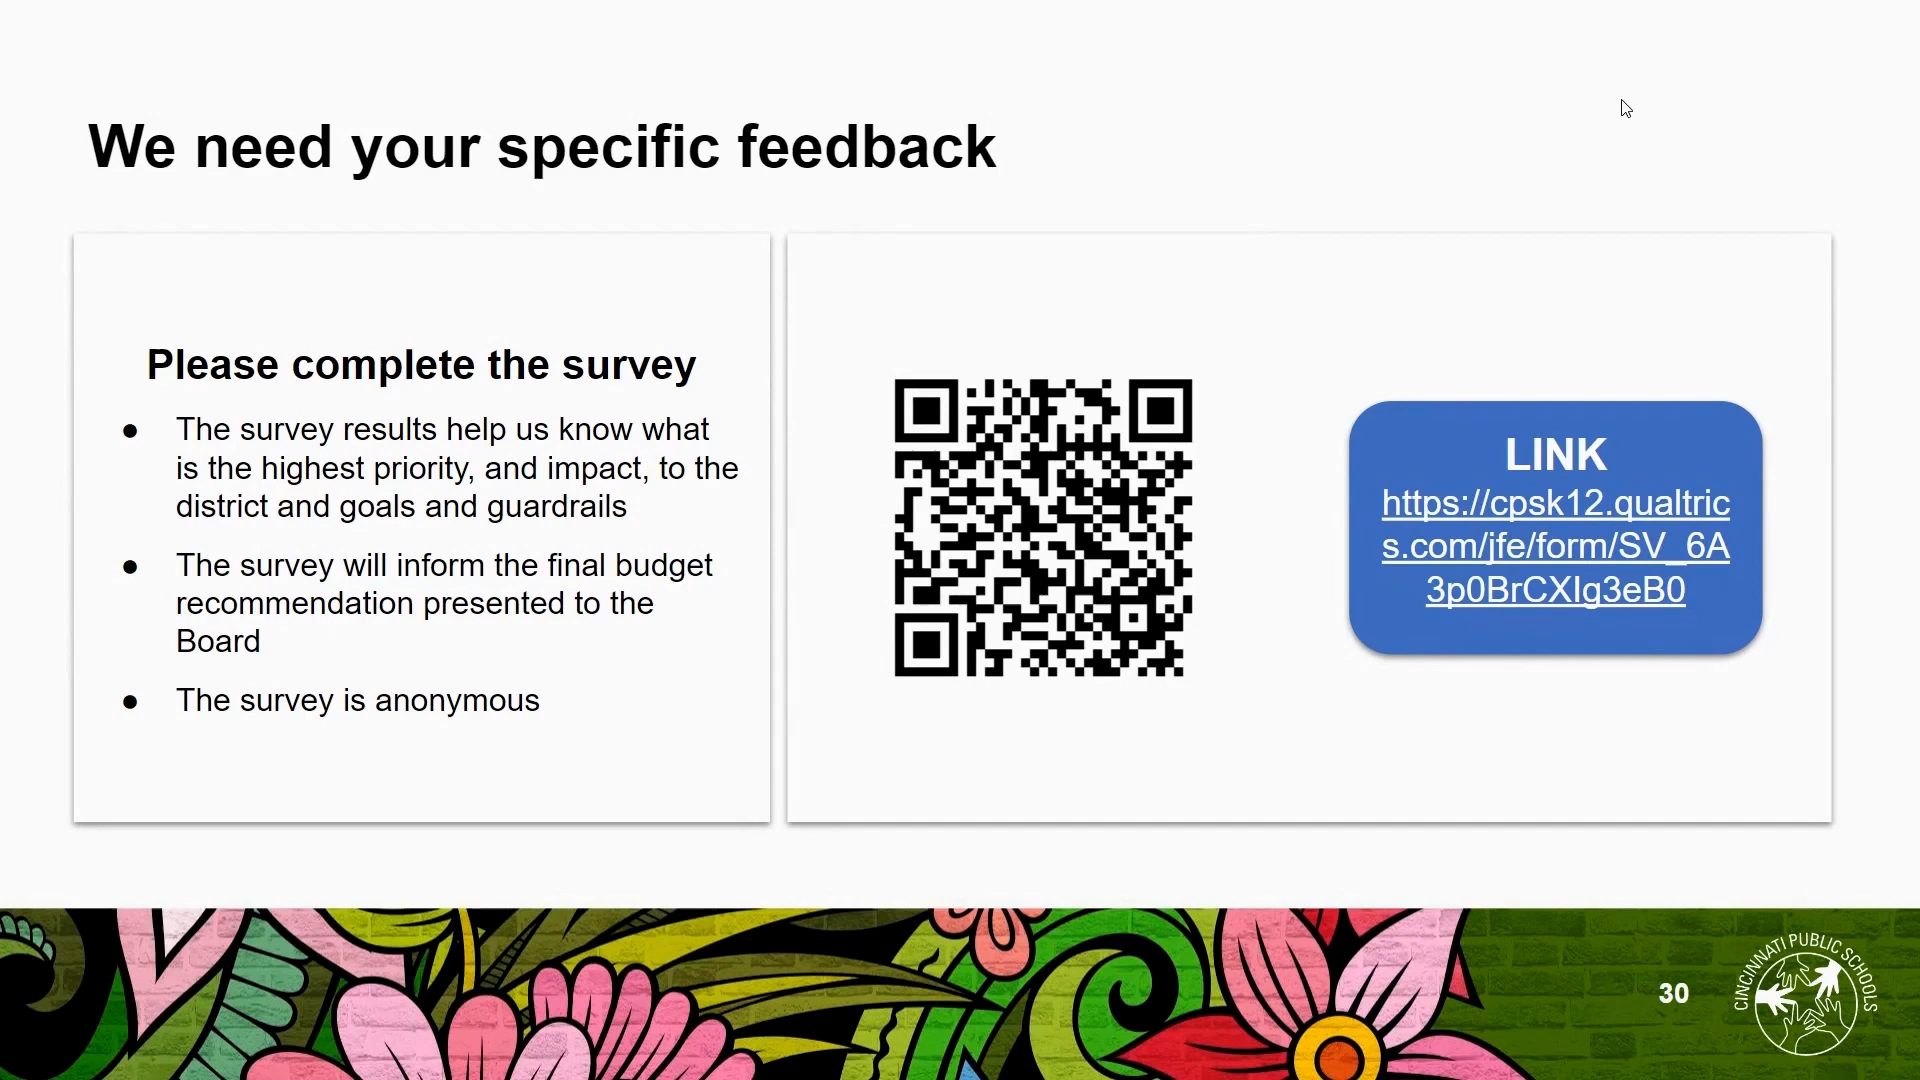 We need your specific feedback
Please complete the survey
● The survey results help us know what
is the highest priority, and impact, to the
district and goals and guardrails
● The survey will inform the final budget
recommendation presented to the
Board
● The survey is anonymous
LINK
https://cpsk12.qualtric
s.com/jfe/form/SV_6A
3p0BrCXIg3eB0
30
CINCINNATI PUBLIC SCHOOLS